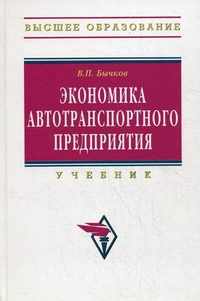 ВЫСШЕЕ ОБРАЗОВАНИЕ
В.П. Бычков
ЭКОНОМИКА
АВТОТРАНСПОРТНОГО
ПРЕДПРИЯТИЯ
УЧЕБНИК